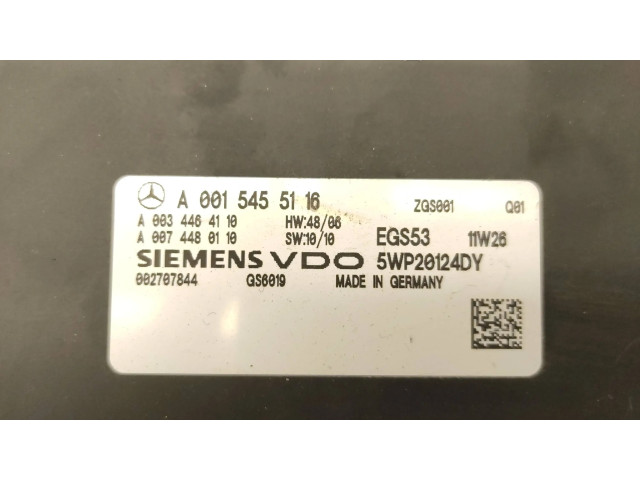 A 001 545 51 16 ZGS001 Q01
A 003 446 41 10 HW:48/06
A 007 448 01 10 SW:10/10 EGS53 11W26
SIEMENS VDO 5WP20124DY
002707844 GS6019 MADE IN GERMANY